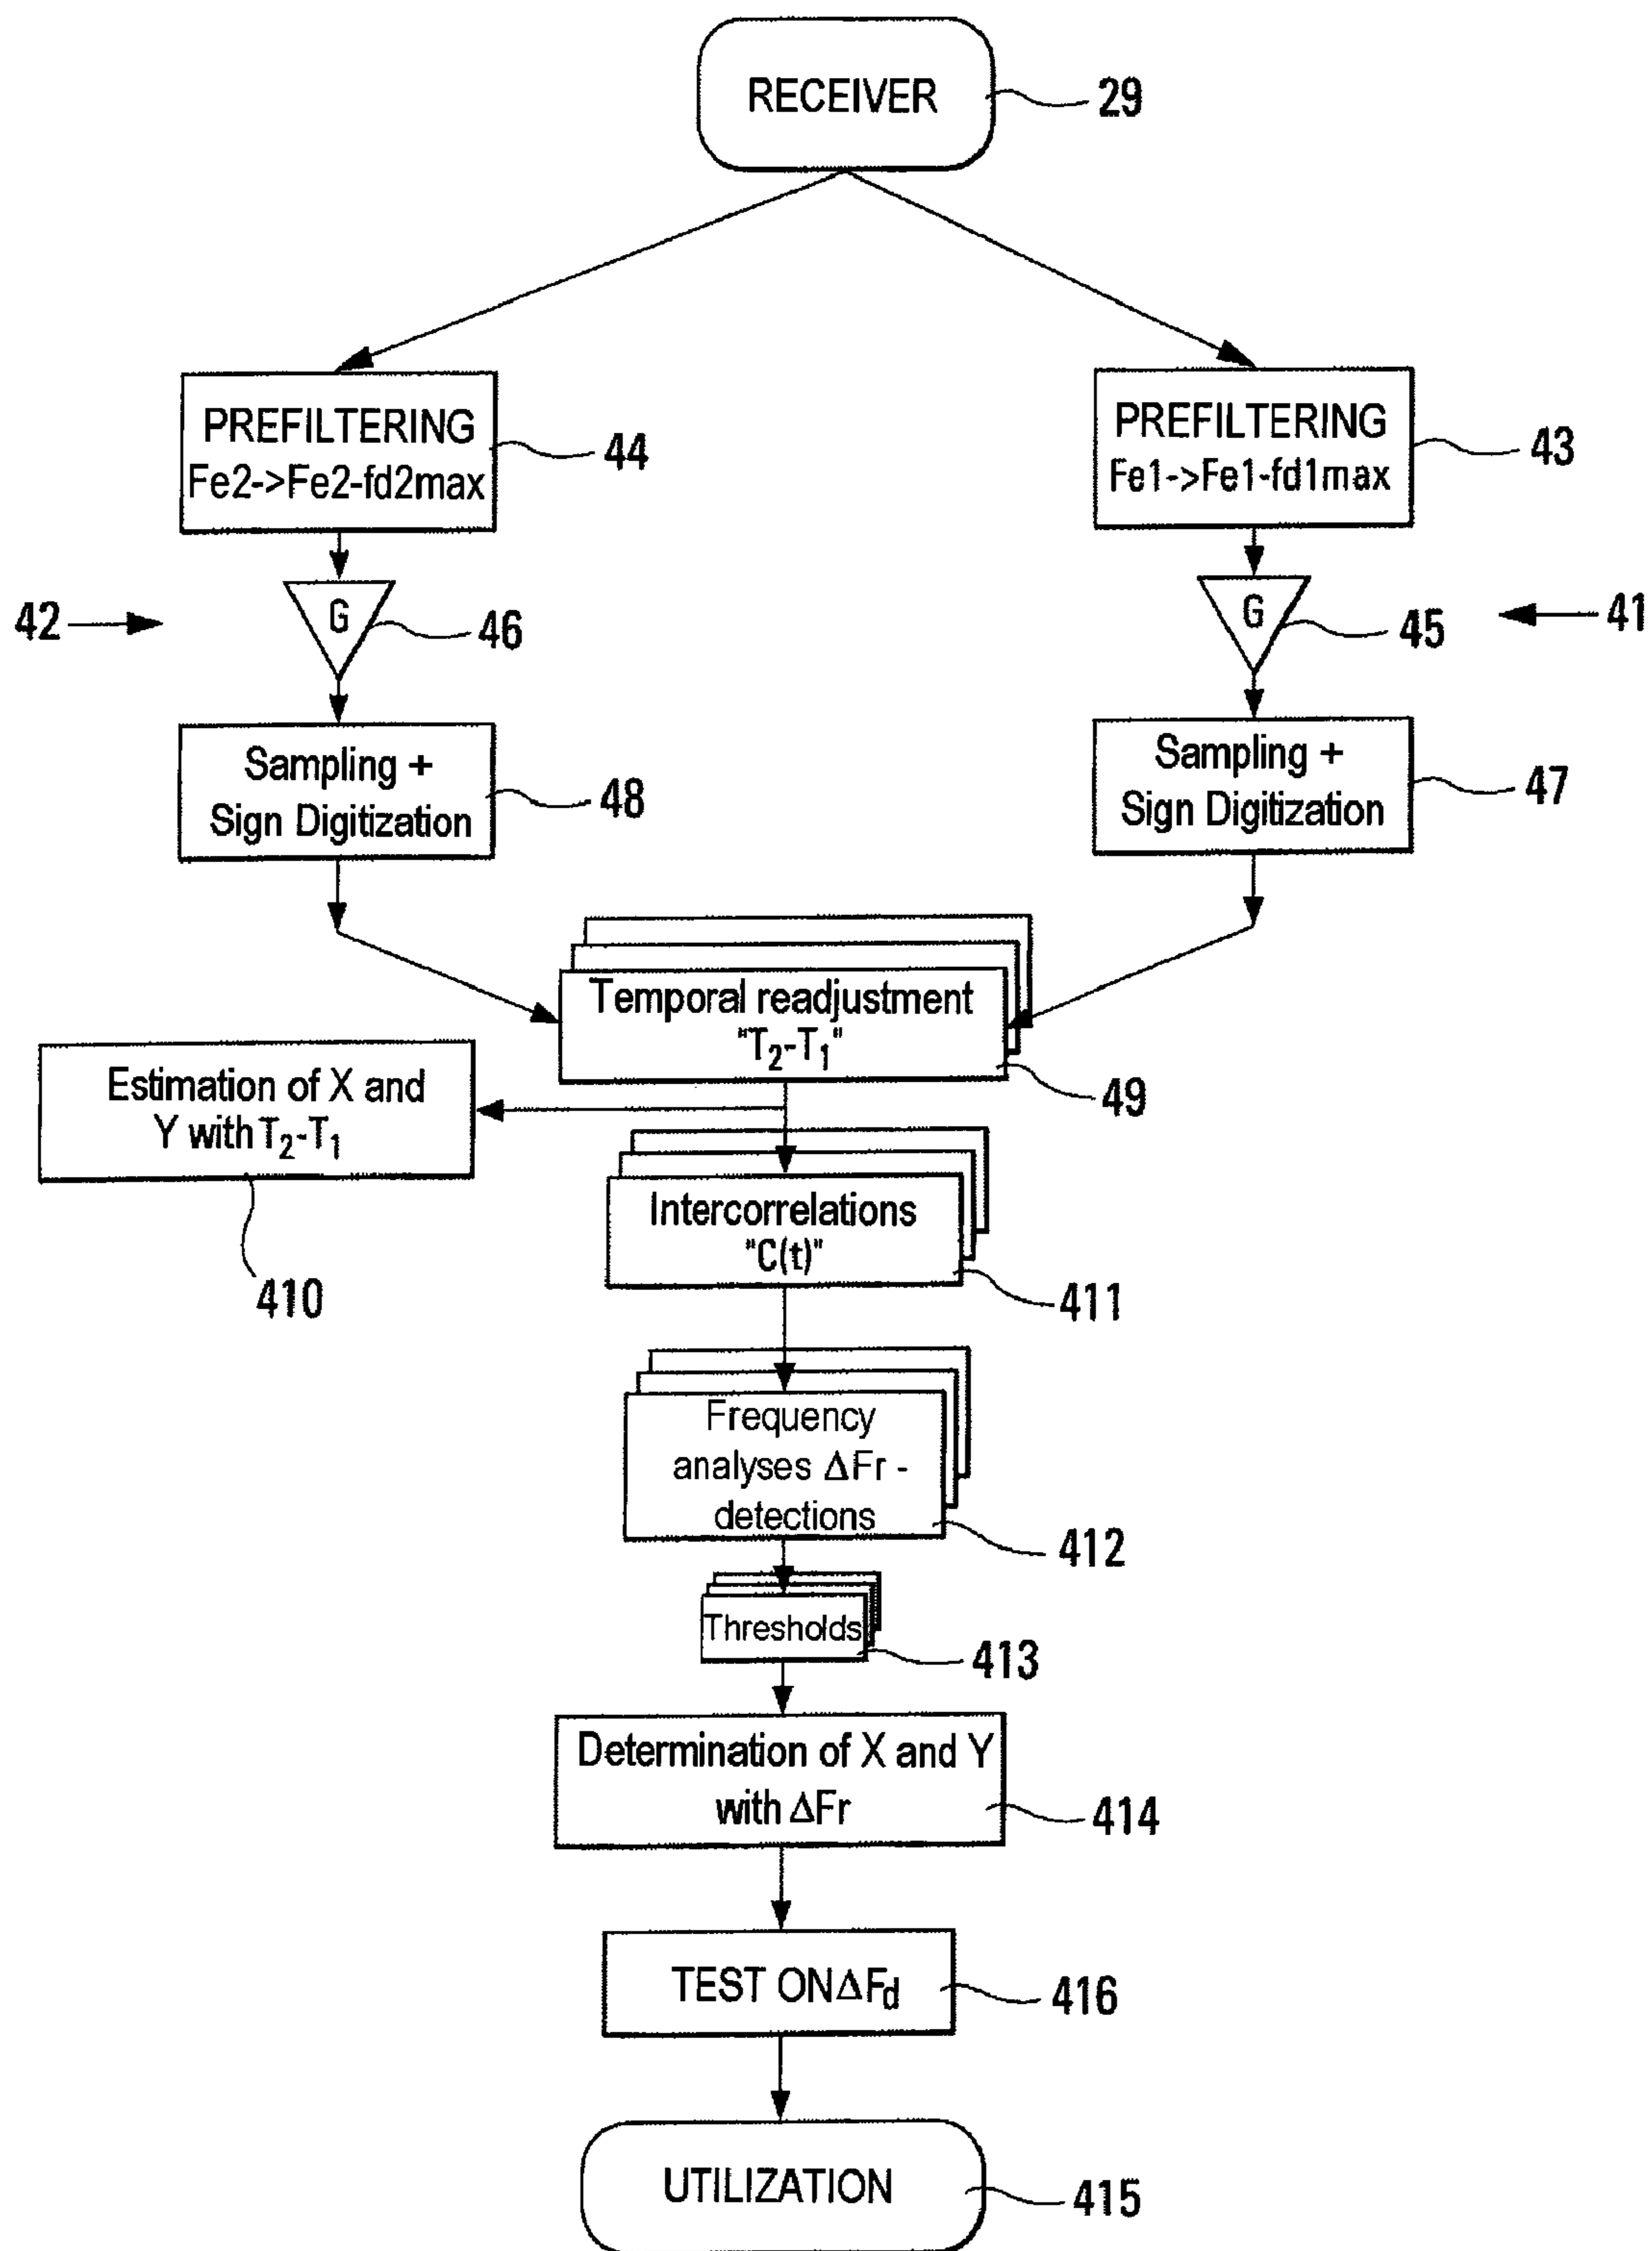 RECEIVER
29
PREFILTERING
Fe2->Fe2-fd2max
44
PREFILTERING
Fe1->Fe1-fd1max
43
42
G
46
G
45
41
Sampling +
Sign Digitization
48
Sampling +
Sign Digitization
47
Temporal readjustment
"T2-T1"
49
Estimation of X and
Y with T2-T1
410
Intercorrelations
"C(t)"
411
Frequency
analyses ΔFr -
detections
412
Thresholds
413
Determination of X and Y
with ΔFr
414
TEST ON ΔFd
416
UTILIZATION
415